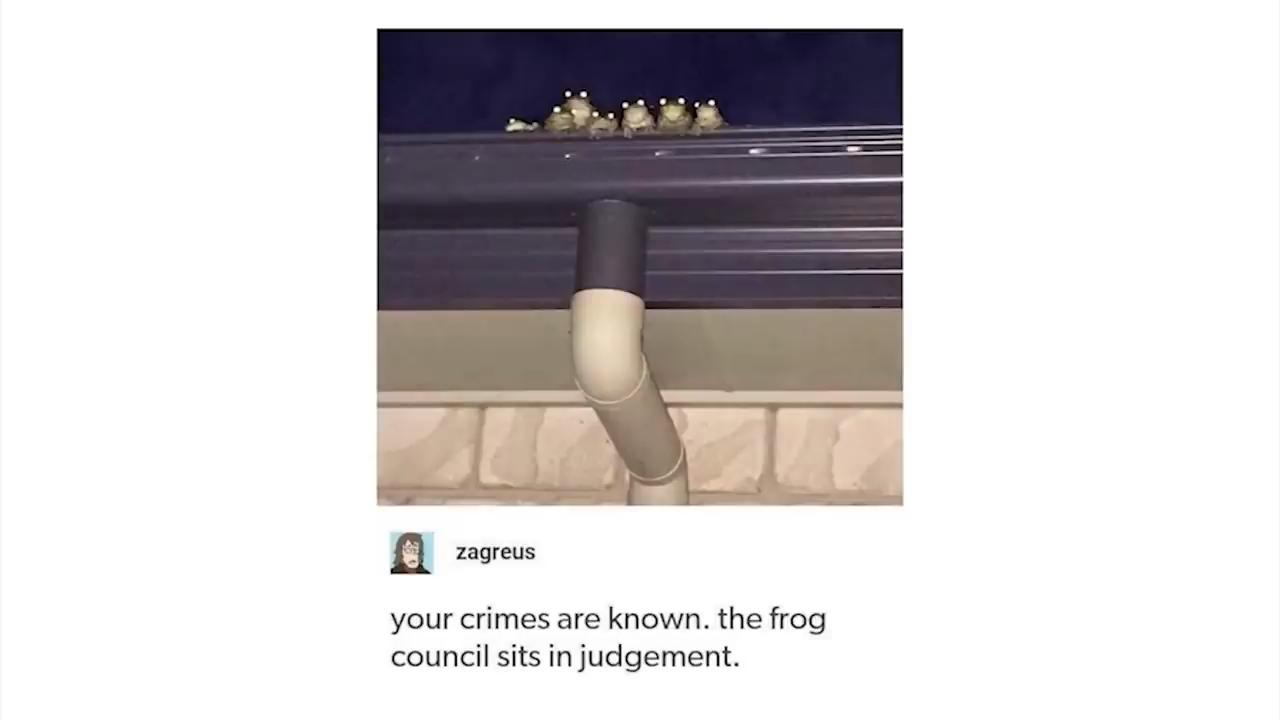 zagreus
your crimes are known. the frog
council sits in judgement.